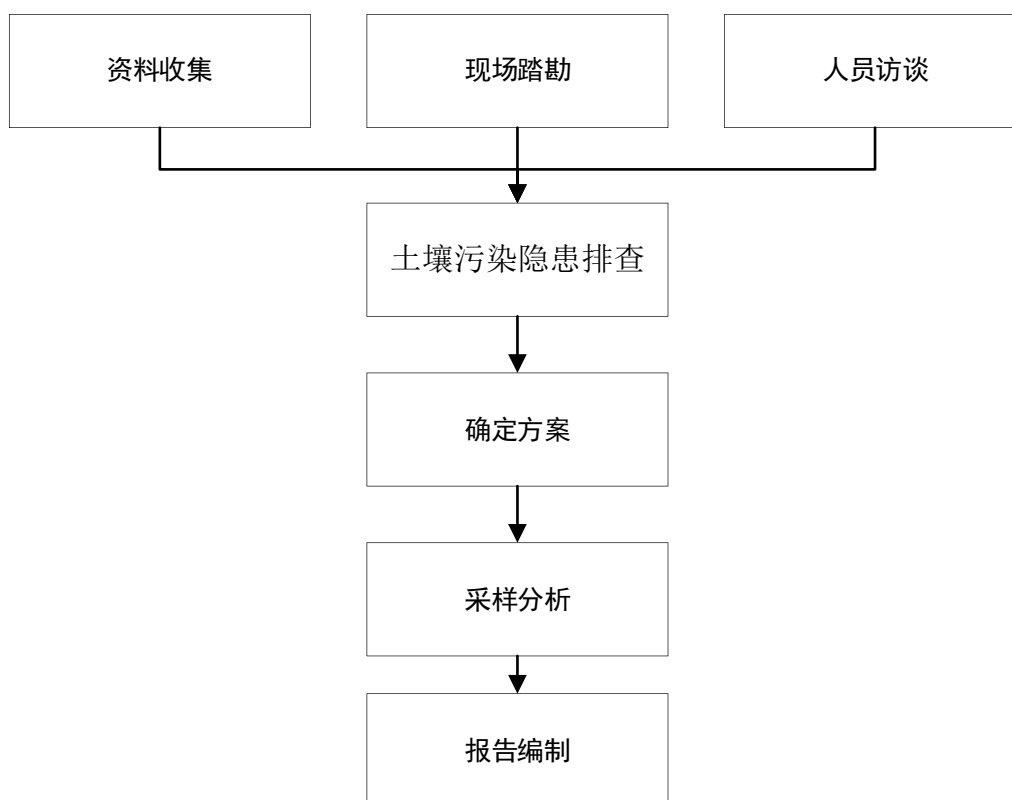 资料收集
现场踏勘
人员访谈
土壤污染隐患排查
确定方案
采样分析
报告编制